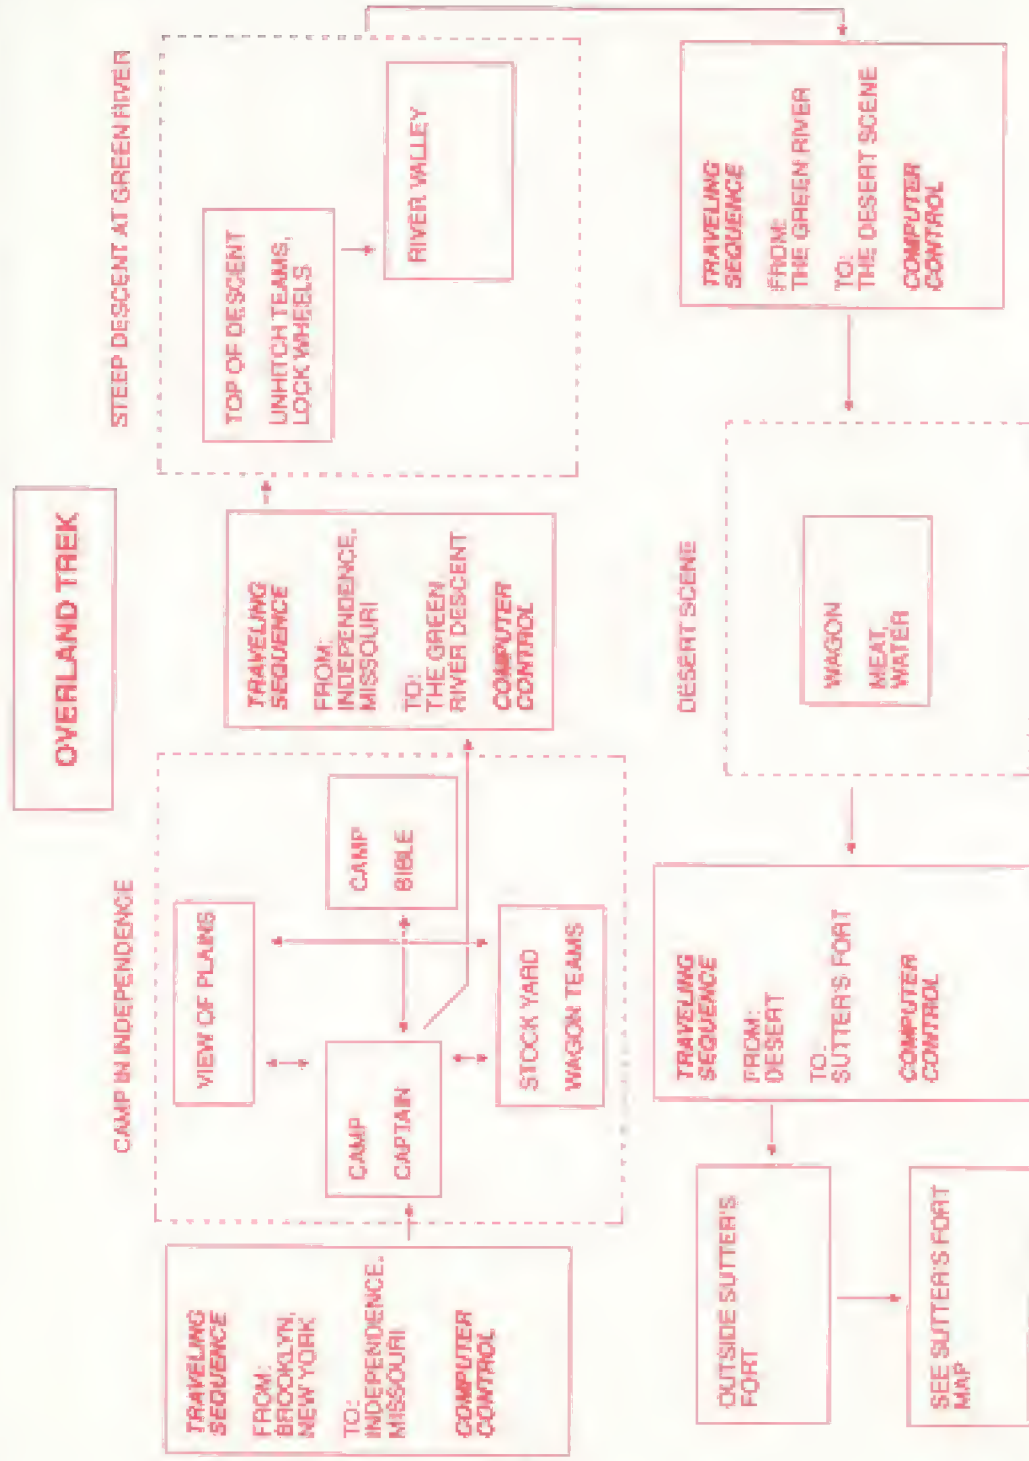 OVERLAND TREK
CAMP IN INDEPENDENCE
STEEP DESCENT AT GREEN RIVER
TRAVELING
SEQUENCE
FROM:
BROOKLYN,
NEW YORK
TO:
INDEPENDENCE,
MISSOURI
COMPUTER
CONTROL
VIEW OF PLAINS
CAMP
CAPTAIN
CAMP
BIBLE
STOCK YARD
WAGON TEAMS
TRAVELING
SEQUENCE
FROM:
INDEPENDENCE,
MISSOURI
TO:
THE GREEN
RIVER DESCENT
COMPUTER
CONTROL
TOP OF DESCENT
UNHITCH TEAMS,
LOCK WHEELS
RIVER VALLEY
TRAVELING
SEQUENCE
FROM:
THE GREEN RIVER
TO:
THE DESERT SCENE
COMPUTER
CONTROL
DESERT SCENE
WAGON
MEAT,
WATER
TRAVELING
SEQUENCE
FROM:
DESERT
TO:
SUTTER'S FORT
COMPUTER
CONTROL
OUTSIDE SUTTER'S
FORT
SEE SUTTER'S FORT
MAP